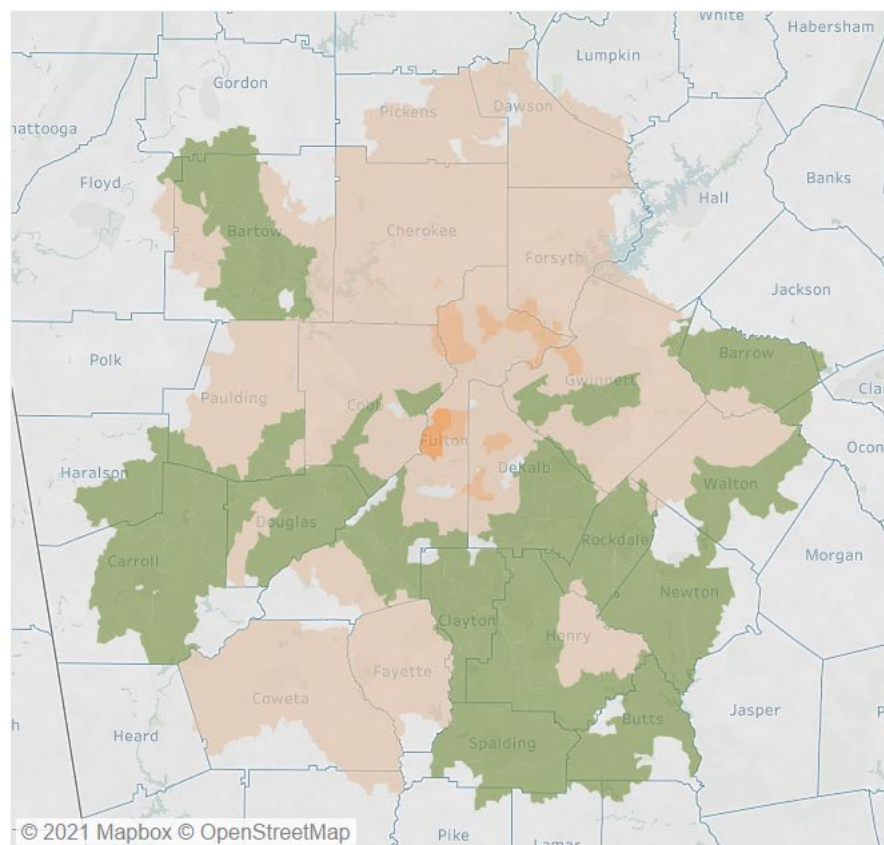 White
Habersham
Lumpkin
Gordon
Dawson
Pickens
hattooga
Floyd
Hall
Banks
Bartow
Cherokee
Forsyth
Jackson
Polk
Barrow
Gwinnett
Cla
Paulding
Cobb
Fulton
Ocon
DeKalb
Haralson
Walton
Douglas
Rockdale
Morgan
Carroll
Newton
Clayton
Henry
Fayette
Coweta
Jasper
P
Butts
h
Heard
Spalding
© 2021 Mapbox © OpenStreetMap
Pike
Lamar